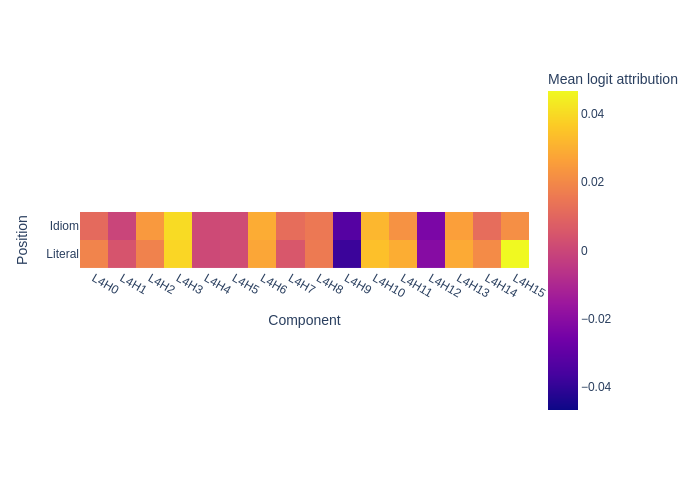 Mean logit attribution
0.04
0.02
0
−0.02
−0.04
Position
Idiom
Literal
L4H0
L4H1
L4H2
L4H3
L4H4
L4H5
L4H6
L4H7
L4H8
L4H9
L4H10
L4H11
L4H12
L4H13
L4H14
L4H15
Component